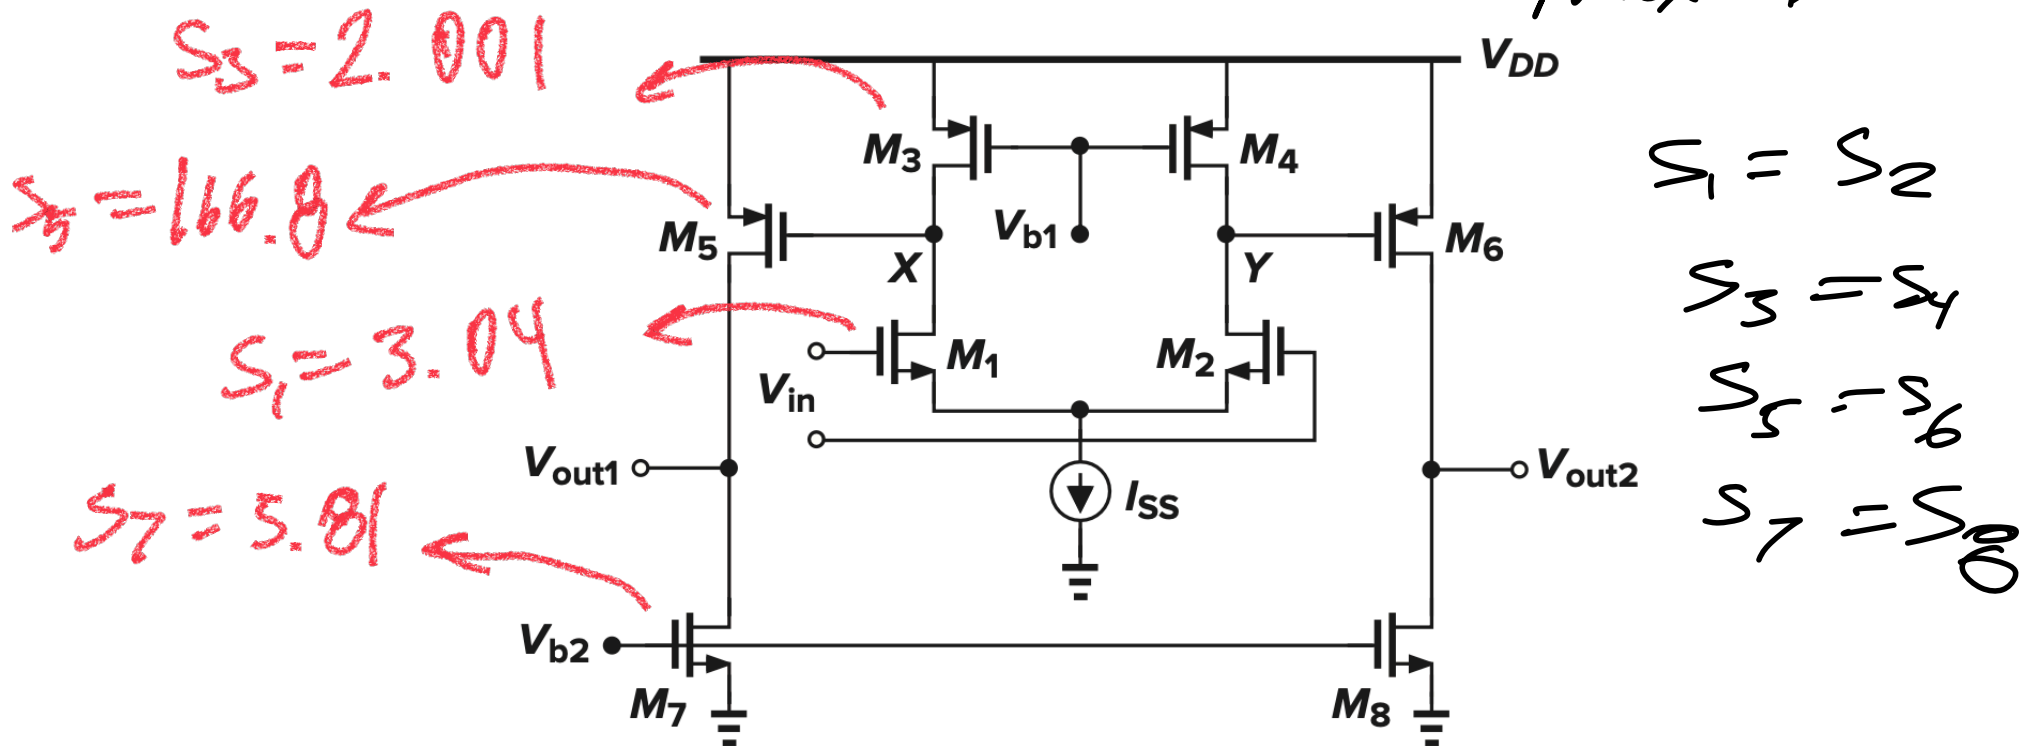 S3 = 2.001
VDD
M3
M4
S1 = S2
S5 = 166.8
M5
X
Vb1
Y
M6
S3 = S4
S1 = 3.04
M1
M2
Vin
S5 = S6
Vout1
ISS
Vout2
S7 = 5.81
S7 = S8
Vb2
M7
M8